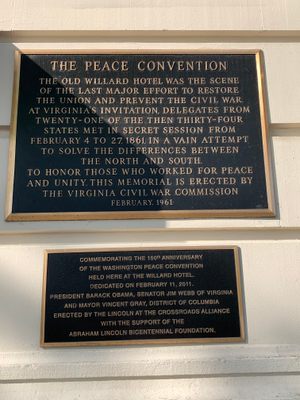 THE PEACE CONVENTION
THE OLD WILLARD HOTEL WAS THE SCENE
OF THE LAST MAJOR EFFORT TO RESTORE
THE UNION AND PREVENT THE CIVIL WAR.
AT VIRGINIA'S INVITATION, DELEGATES FROM
TWENTY-ONE OF THE THEN THIRTY-FOUR
STATES MET IN SECRET SESSION FROM
FEBRUARY 4 TO 27, 1861, IN A VAIN ATTEMPT
TO SOLVE THE DIFFERENCES BETWEEN
THE NORTH AND SOUTH.
TO HONOR THOSE WHO WORKED FOR PEACE
AND UNITY, THIS MEMORIAL IS ERECTED BY
THE VIRGINIA CIVIL WAR COMMISSION
FEBRUARY, 1961
COMMEMORATING THE 150th ANNIVERSARY
OF THE WASHINGTON PEACE CONVENTION
HELD HERE AT THE WILLARD HOTEL.
DEDICATED ON FEBRUARY 11, 2011.
PRESIDENT BARACK OBAMA, SENATOR JIM WEBB OF VIRGINIA
AND MAYOR VINCENT GRAY, DISTRICT OF COLUMBIA
ERECTED BY THE LINCOLN AT THE CROSSROADS ALLIANCE
WITH THE SUPPORT OF THE
ABRAHAM LINCOLN BICENTENNIAL FOUNDATION.